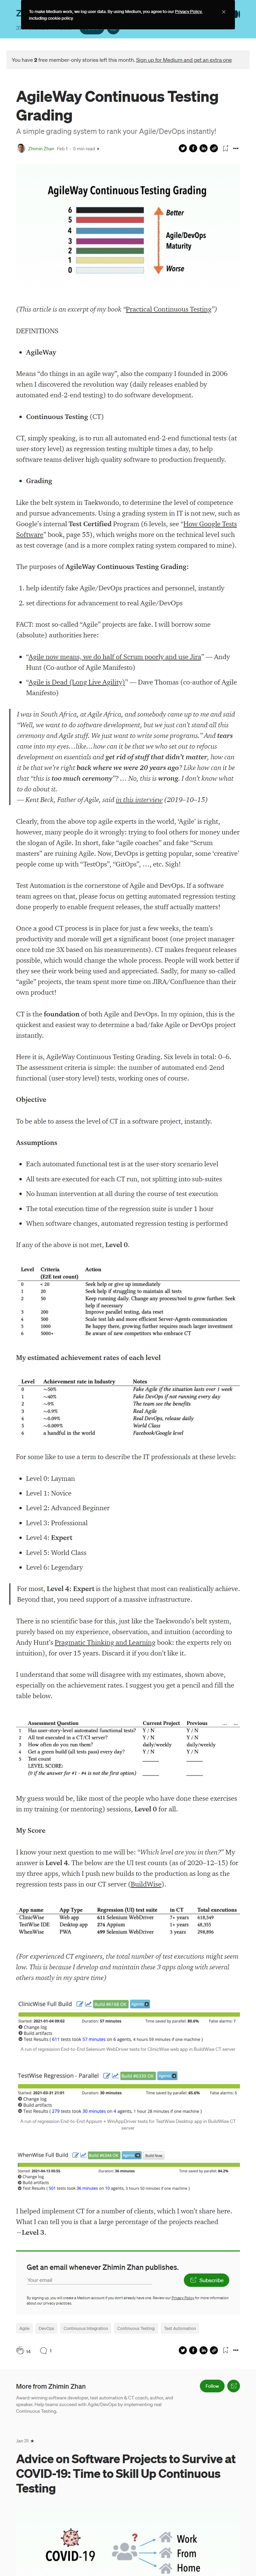 To make Medium work, we log user data. By using Medium, you agree to our Privacy Policy,
including cookie policy.
You have 2 free member-only stories left this month. Sign up for Medium and get an extra one
AgileWay Continuous Testing
Grading
A simple grading system to rank your Agile/DevOps instantly!
Zhimin Zhan Feb 1 · 5 min read
AgileWay Continuous Testing Grading
6
5
4
3
2
1
0
Better
Agile/DevOps
Maturity
Worse
(This article is an excerpt of my book “Practical Continuous Testing”)
DEFINITIONS
• AgileWay
Means “do things in an agile way”, also the company I founded in 2006
when I discovered the revolution way (daily releases enabled by
automated end-2-end testing) to do software development.
• Continuous Testing (CT)
CT, simply speaking, is to run all automated end-2-end functional tests (at
user-story level) as regression testing multiple times a day, to help
software teams deliver high quality software to production frequently.
• Grading
Like the belt system in Taekwondo, to determine the level of competence
and pursue advancements. Using a grading system in IT is not new, such as
Google’s internal Test Certified Program (6 levels, see “How Google Tests
Software” book, page 55), which weighs more on the technical level such
as test coverage (and is a more complex rating system compared to mine).
The purposes of AgileWay Continuous Testing Grading:
1. help identify fake Agile/DevOps practices and personnel, instantly
2. set directions for advancement to real Agile/DevOps
FACT: most so-called “Agile” projects are fake. I will borrow some
(absolute) authorities here:
• “Agile now means, we do half of Scrum poorly and use Jira” — Andy
Hunt (Co-author of Agile Manifesto)
• “Agile is Dead (Long Live Agility)” — Dave Thomas (co-author of Agile
Manifesto)
I was in South Africa, at Agile Africa, and somebody came up to me and said
“Well, we want to do software development, but we just can’t stand all this
ceremony and this Agile stuff. We just want to write some programs.” And tears
came into my eyes…like…how can it be that we who set out to refocus
development on essentials and get rid of stuff that didn’t matter, how can
it be that we’re right back where we were 20 years ago? Like how can it be
that “this is too much ceremony”? … No, this is wrong. I don’t know what
to do about it.
— Kent Beck, Father of Agile, said in this interview (2019–10–15)
Clearly, from the above top agile experts in the world, ‘Agile’ is right,
however, many people do it wrongly: trying to fool others for money under
the slogan of Agile. In short, fake “agile coaches” and fake “Scrum
masters” are ruining Agile. Now, DevOps is getting popular, some ‘creative’
people come up with “TestOps”, “GitOps”, …, etc. Sigh!
Test Automation is the cornerstone of Agile and DevOps. If a software
team agrees on that, please focus on getting automated regression testing
done properly to enable frequent releases, the stuff actually matters!
Once a good CT process is in place for just a few weeks, the team’s
productivity and morale will get a significant boost (one project manager
once told me 3X based on his measurements). CT makes frequent releases
possible, which would change the whole process. People will work better if
they see their work being used and appreciated. Sadly, for many so-called
“agile” projects, the team spent more time on JIRA/Confluence than their
own product!
CT is the foundation of both Agile and DevOps. In my opinion, this is the
quickest and easiest way to determine a bad/fake Agile or DevOps project
instantly.
Here it is, AgileWay Continuous Testing Grading. Six levels in total: 0–6.
The assessment criteria is simple: the number of automated end-2end
functional (user-story level) tests, working ones of course.
Objective
To be able to assess the level of CT in a software project, instantly.
Assumptions
• Each automated functional test is at the user-story scenario level
• All tests are executed for each CT run, not splitting into sub-suites
• No human intervention at all during the course of test execution
• The total execution time of the regression suite is under 1 hour
• When software changes, automated regression testing is performed
If any of the above is not met, Level 0.
Level Criteria (E2E test count) Action
0 < 20 Seek help or give up immediately
1 20 Seek help if struggling to maintain all tests
2 50 Keep running daily. Change any process/tool to grow further. Seek
help if necessary
3 200 Improve parallel testing, data reset
4 500 Scale test lab and more efficient Server-Agents communication
5 1000 Be happy there, growing further requires much larger investment
6 5000+ Be aware of new competitors who embrace CT
My estimated achievement rates of each level
Level Achievement rate in Industry Notes
0 ~50% Fake Agile if the situation lasts over 1 week
1 ~40% Fake DevOps if not running every day
2 ~9% The team see the benefits
3 ~0.9% Real Agile
4 ~0.09% Real DevOps, release daily
5 ~0.009% World Class
6 a handful in the world Facebook/Google level
For some like to use a term to describe the IT professionals at these levels:
• Level 0: Layman
• Level 1: Novice
• Level 2: Advanced Beginner
• Level 3: Professional
• Level 4: Expert
• Level 5: World Class
• Level 6: Legendary
For most, Level 4: Expert is the highest that most can realistically achieve.
Beyond that, you need support of a massive infrastructure.
There is no scientific base for this, just like the Taekwondo’s belt system,
purely based on my experience, observation, and intuition (according to
Andy Hunt’s Pragmatic Thinking and Learning book: the experts rely on
intuition), for over 15 years. Discard it if you don’t like it.
I understand that some will disagree with my estimates, shown above,
especially on the achievement rates. I suggest you get a pencil and fill the
table below.
Assessment Question Current Project Previous ... ...
1 Has user-story-level automated functional tests? Y / N Y / N
2 All test executed in a CT/CI server? Y / N Y / N
3 How often do you run them? daily/weekly daily/weekly
4 Get a green build (all tests pass) every day? Y / N Y / N
5 Test count
LEVEL SCORE:
(0 if the answer for #1 - #4 is not the first option)
My guess would be, like most of the people who have done these exercises
in my training (or mentoring) sessions, Level 0 for all.
My Score
I know your next question to me will be: “Which level are you in then?” My
answer is Level 4. The below are the UI test counts (as of 2020–12–15) for
my three apps, which I push new builds to the production as long as the
regression tests pass in our CT server (BuildWise).
App name App Type Regression (UI) test suite in CT Total executions
ClinicWise Web app 611 Selenium WebDriver 7+ years 618,549
TestWise IDE Desktop app 274 Appium 1+ years 48,355
WhenWise PWA 499 Selenium WebDriver 3 years 298,896
(For experienced CT engineers, the total number of test executions might seem
low. This is because I develop and maintain these 3 apps along with several
others mostly in my spare time)
ClinicWise Full Build
Started: 2021-01-04 09:02 Duration: 57 minutes Time saved by parallel: 80.6% False alarms: 7
Change log
Build artifacts
Test Results ( 611 tests took 57 minutes on 6 agents, 4 hours 59 minutes if one machine )
A run of regression End-to-End Selenium WebDriver tests for ClinicWise web app in BuildWise CT server
TestWise Regression - Parallel
Started: 2021-03-31 21:01 Duration: 30 minutes Time saved by parallel: 65.6% False alarms: 5
Change log
Build artifacts
Test Results ( 279 tests took 30 minutes on 4 agents, 1 hour 28 minutes if one machine )
A run of regression End-to-End Appium + WinAppDriver tests for TestWise Desktop app in BuildWise CT
server
WhenWise Full Build
Build Now
Duration: 36 minutes Time saved by parallel: 84.2%
Change log
Build artifacts
Test Results ( 501 tests took 36 minutes on 10 agents, 3 hours 50 minutes if one machine )
I helped implement CT for a number of clients, which I won’t share here.
What I can tell you is that a large percentage of the projects reached
~Level 3.
Get an email whenever Zhimin Zhan publishes.
Your email
Subscribe
By signing up, you will create a Medium account if you don’t already have one. Review our Privacy Policy for more information
about our privacy practices.
Agile DevOps Continuous Integration Continuous Testing Test Automation
More from Zhimin Zhan
Follow
Award-winning software developer, test automation & CT coach, author, and
speaker. Help teams succeed with Agile/DevOps by implementing real
Continuous Testing.
Jan 21
Advice on Software Projects to Survive at
COVID-19: Time to Skill Up Continuous
Testing
COVID-19
?
Work
From
Home